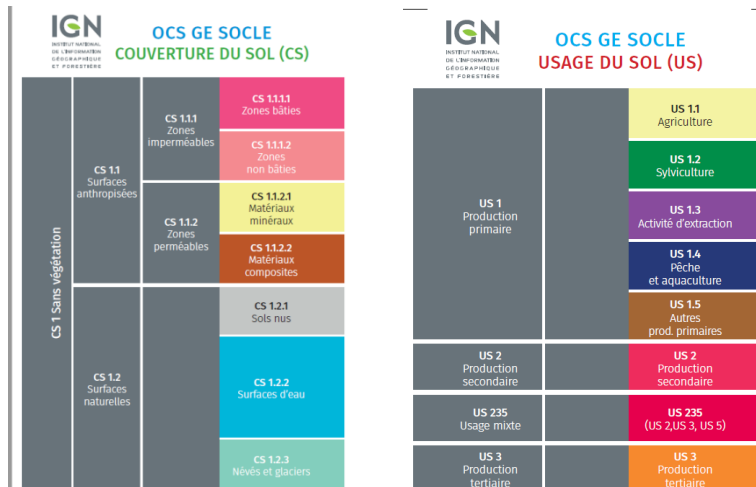 IGN
INSTITUT NATIONAL
DE L'INFORMATION
GÉOGRAPHIQUE
ET FORESTIÈRE
OCS GE SOCLE
COUVERTURE DU SOL (CS)
CS 1 Sans végétation
CS 1.1
Surfaces
anthropisées
CS 1.1.1
Zones
imperméables
CS 1.1.1.1
Zones bâties
CS 1.1.1.2
Zones
non bâties
CS 1.1.2
Zones
perméables
CS 1.1.2.1
Matériaux
minéraux
CS 1.1.2.2
Matériaux
composites
CS 1.2
Surfaces
naturelles
CS 1.2.1
Sols nus
CS 1.2.2
Surfaces d'eau
CS 1.2.3
Névés et glaciers
IGN
INSTITUT NATIONAL
DE L'INFORMATION
GÉOGRAPHIQUE
ET FORESTIÈRE
OCS GE SOCLE
USAGE DU SOL (US)
US 1
Production
primaire
US 1.1
Agriculture
US 1.2
Sylviculture
US 1.3
Activité d'extraction
US 1.4
Pêche
et aquaculture
US 1.5
Autres
prod. primaires
US 2
Production
secondaire
US 2
Production
secondaire
US 235
Usage mixte
US 235
(US 2,US 3, US 5)
US 3
Production
tertiaire
US 3
Production
tertiaire